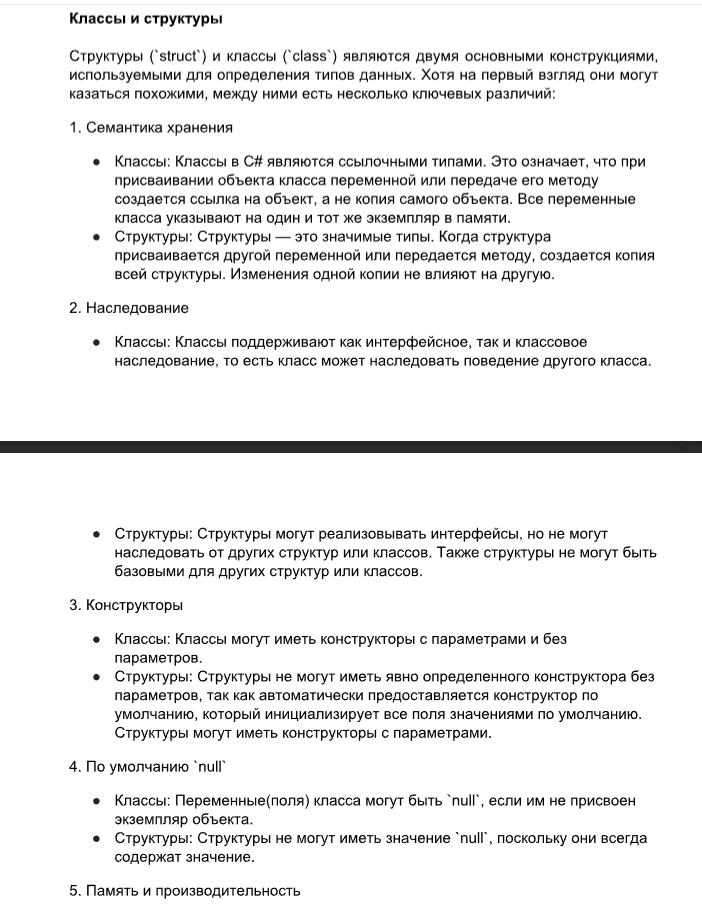 Классы и структуры
Структуры (`struct`) и классы (`class`) являются двумя основными конструкциями,
используемыми для определения типов данных. Хотя на первый взгляд они могут
казаться похожими, между ними есть несколько ключевых различий:
1. Семантика хранения
● Классы: Классы в C# являются ссылочными типами. Это означает, что при
присваивании объекта класса переменной или передаче его методу
создается ссылка на объект, а не копия самого объекта. Все переменные
класса указывают на один и тот же экземпляр в памяти.
● Структуры: Структуры — это значимые типы. Когда структура
присваивается другой переменной или передается методу, создается копия
всей структуры. Изменения одной копии не влияют на другую.
2. Наследование
● Классы: Классы поддерживают как интерфейсное, так и классовое
наследование, то есть класс может наследовать поведение другого класса.
● Структуры: Структуры могут реализовывать интерфейсы, но не могут
наследовать от других структур или классов. Также структуры не могут быть
базовыми для других структур или классов.
3. Конструкторы
● Классы: Классы могут иметь конструкторы с параметрами и без
параметров.
● Структуры: Структуры не могут иметь явно определенного конструктора без
параметров, так как автоматически предоставляется конструктор по
умолчанию, который инициализирует все поля значениями по умолчанию.
Структуры могут иметь конструкторы с параметрами.
4. По умолчанию `null`
● Классы: Переменные(поля) класса могут быть `null`, если им не присвоен
экземпляр объекта.
● Структуры: Структуры не могут иметь значение `null`, поскольку они всегда
содержат значение.
5. Память и производительность